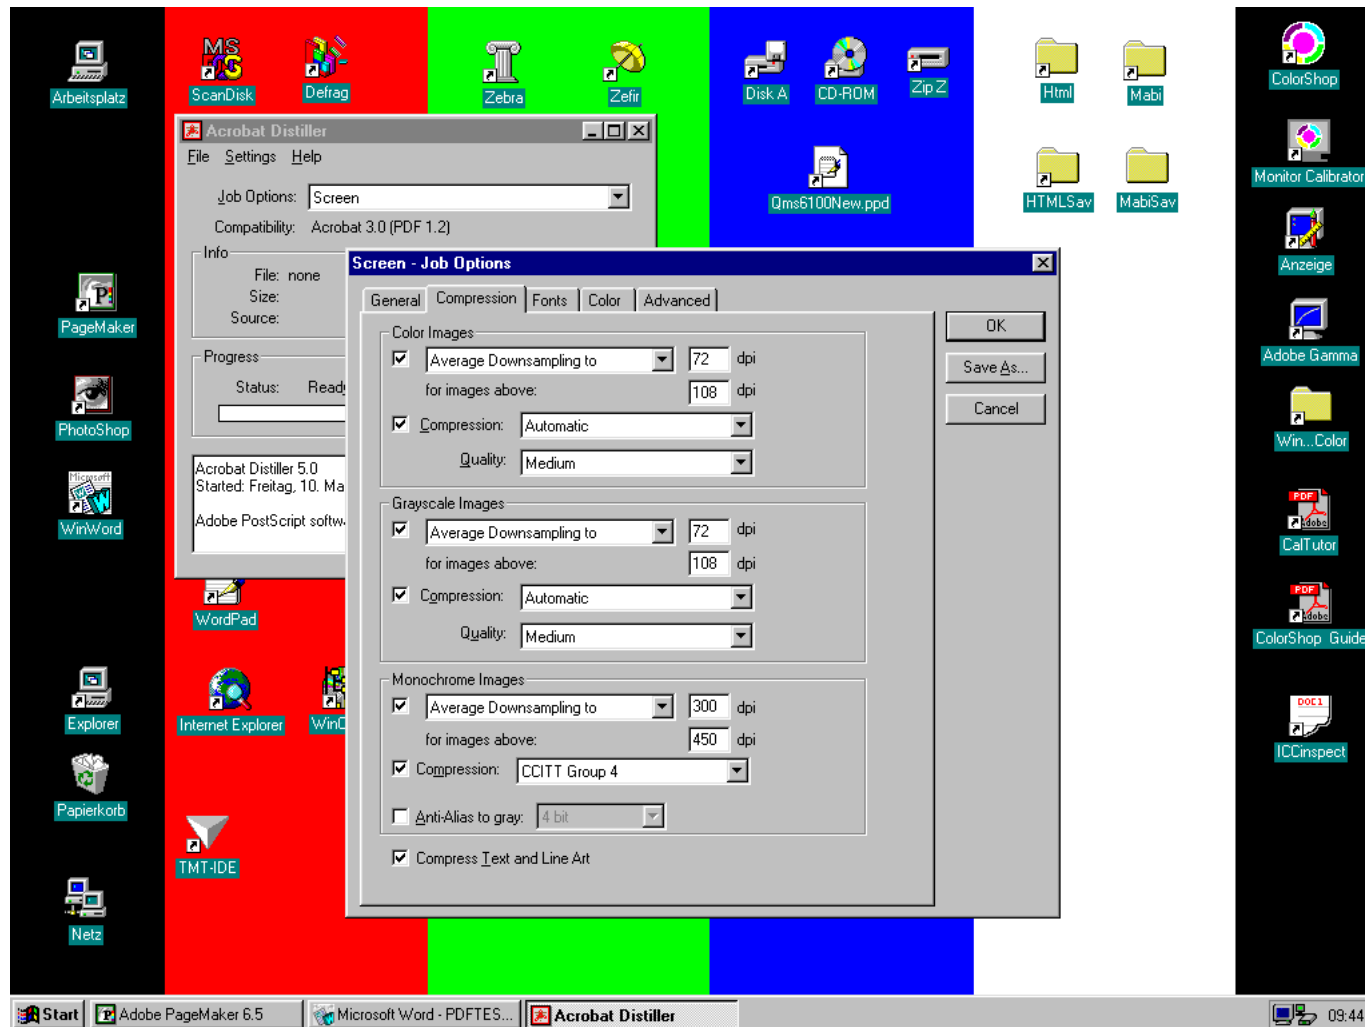 Arbeitsplatz
ScanDisk
Defrag
Zebra
Zefir
Disk A
CD-ROM
Zip Z
Html
Mabi
ColorShop
Acrobat Distiller
File Settings Help
Job Options: Screen
Compatibility: Acrobat 3.0 (PDF 1.2)
Info
File: none
Size:
Source:
Progress
Status: Ready
Acrobat Distiller 5.0
Started: Freitag, 10. Ma
Adobe PostScript softw
Qms6100New.ppd
HTMLSav
MabiSav
Monitor Calibrator
Anzeige
Adobe Gamma
Win...Color
PDF
Adobe
CalTutor
PDF
Adobe
ColorShop Guide
DOC1
ICCinspect
PageMaker
PhotoShop
Microsoft
WinWord
WordPad
Explorer
Internet Explorer
Papierkorb
TMT-IDE
Netz
Screen - Job Options
General Compression Fonts Color Advanced
OK
Save As...
Cancel
Color Images
Average Downsampling to 72 dpi
for images above: 108 dpi
Compression: Automatic
Quality: Medium
Grayscale Images
Average Downsampling to 72 dpi
for images above: 108 dpi
Compression: Automatic
Quality: Medium
Monochrome Images
Average Downsampling to 300 dpi
for images above: 450 dpi
Compression: CCITT Group 4
Anti-Alias to gray: 4 bit
Compress Text and Line Art
Start
Adobe PageMaker 6.5
Microsoft Word - PDFTES...
Acrobat Distiller
09:44